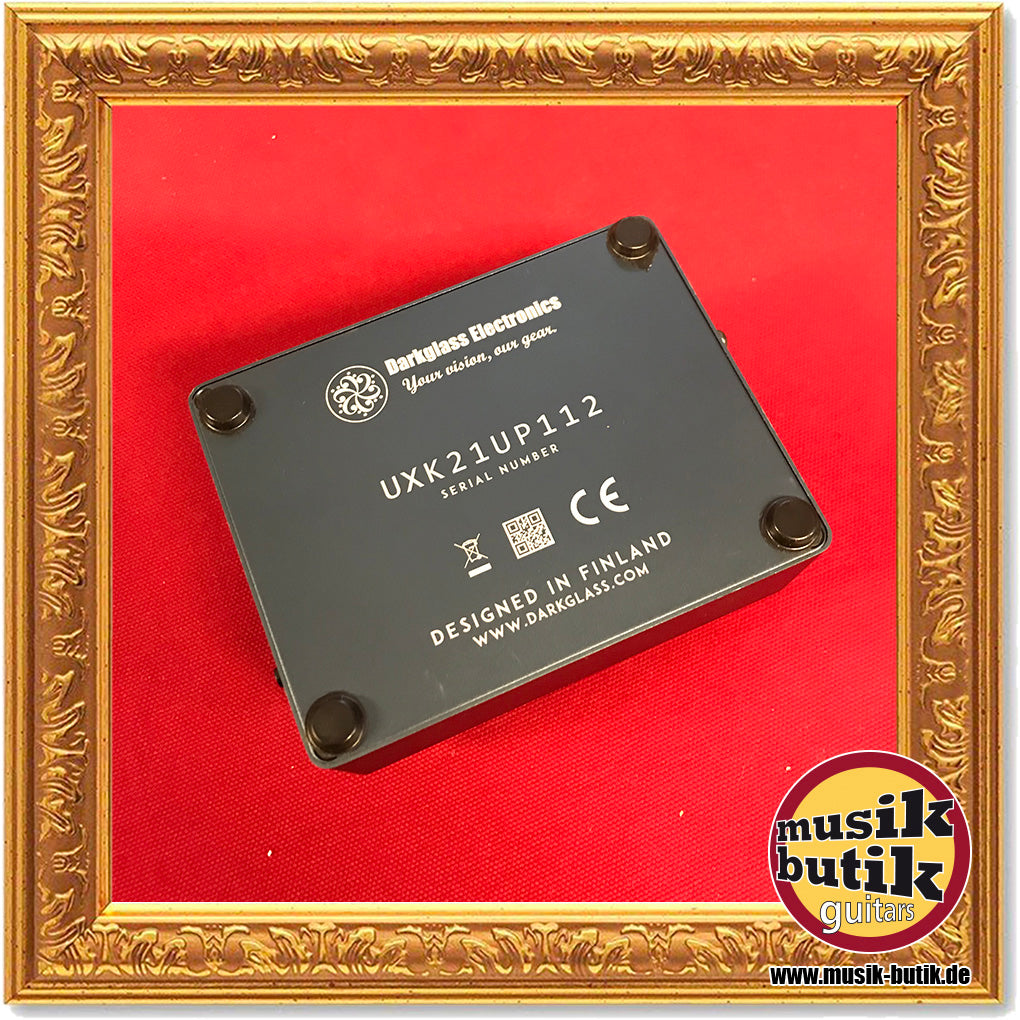 Darkglass Electronics
Your vision, our gear.
UXK21UP112
SERIAL NUMBER
CE
DESIGNED IN FINLAND
WWW.DARKGLASS.COM
musik
butik
guitars
www.musik-butik.de